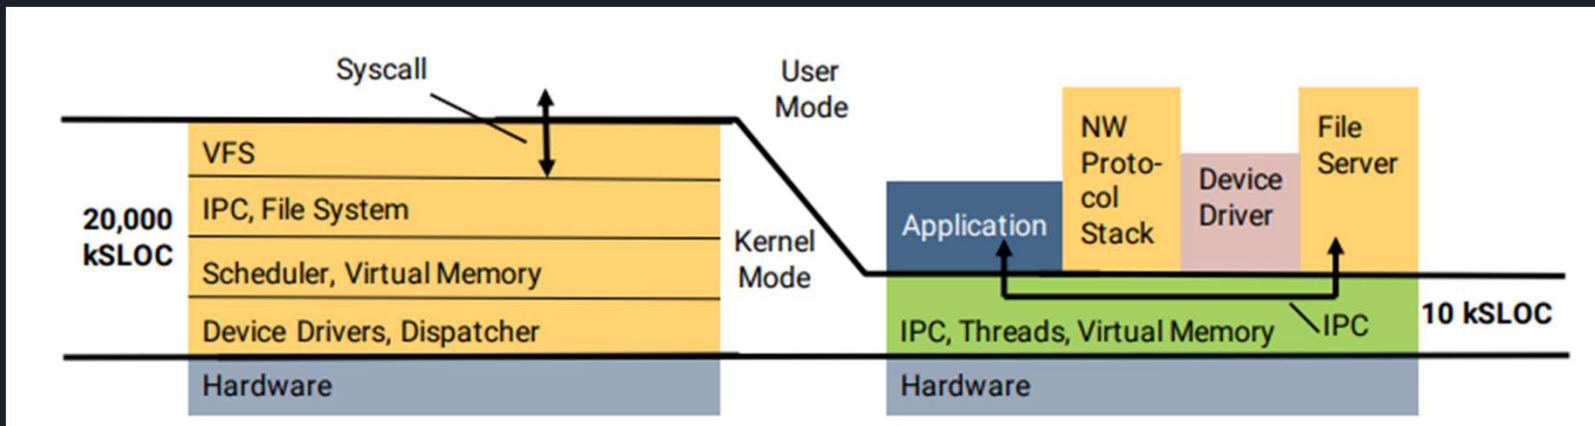 Syscall
User
Mode
VFS
IPC, File System
20,000
kSLOC
Scheduler, Virtual Memory
Device Drivers, Dispatcher
Hardware
Kernel
Mode
Application
NW
Proto-
col
Stack
Device
Driver
File
Server
IPC, Threads, Virtual Memory
IPC
10 kSLOC
Hardware